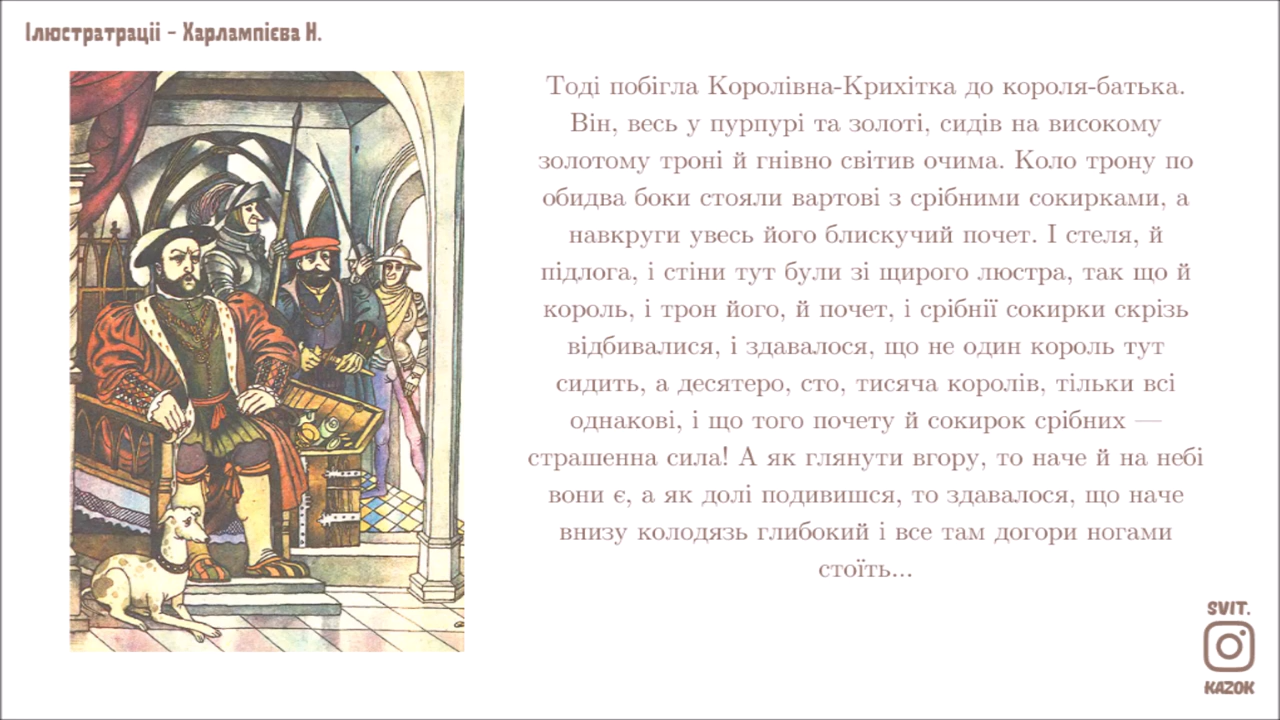 Ілюстратраціі - Харлампієва Н.
Тоді побігла Королівна-Крихітка до короля-батька.
Він, весь у пурпурі та золоті, сидів на високому
золотому троні й гнівно світив очима. Коло трону по
обидва боки стояли вартові з срібними сокирками, а
навкруги увесь його блискучий почет. І стеля, й
підлога, і стіни тут були зі щирого люстра, так що й
король, і трон його, й почет, і срібнії сокирки скрізь
відбивалися, і здавалося, що не один король тут
сидить, а десятеро, сто, тисяча королів, тільки всі
однакові, і що того почету й сокирок срібних —
страшенна сила! А як глянути вгору, то наче й на небі
вони є, а як долі подивишся, то здавалося, що наче
внизу колодязь глибокий і все там догори ногами
стоїть...
SVIT.
KAZOK